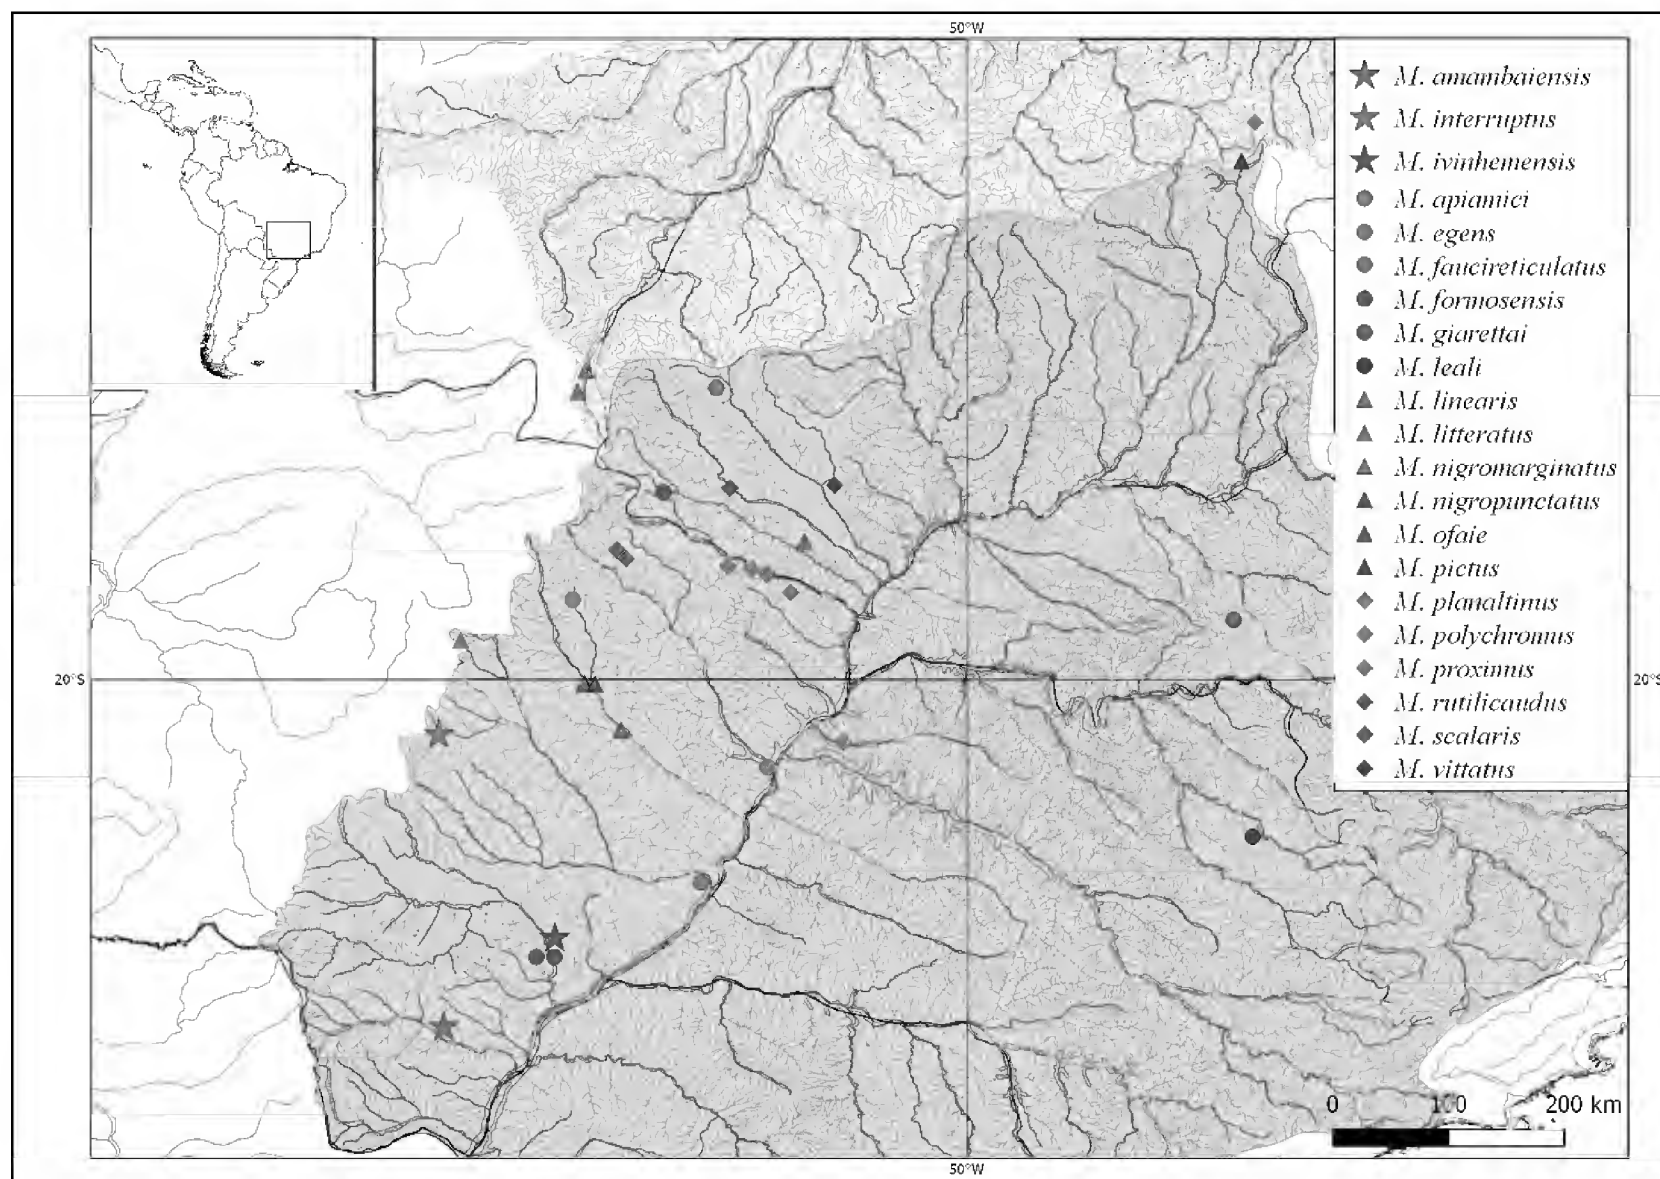 50°W
M. amambaiensis
M. interruptus
M. ivinhemensis
M. apiamici
M. egens
M. faucireticulatus
M. formosensis
M. giarettai
M. leali
M. linearis
M. litteratus
M. nigromarginatus
M. nigropunctatus
M. ofaie
M. pictus
M. planaltinus
M. polychromus
M. proximus
M. rutilicaudus
M. scalaris
M. vittatus
20°S
20°S
0 100 200 km
50°W